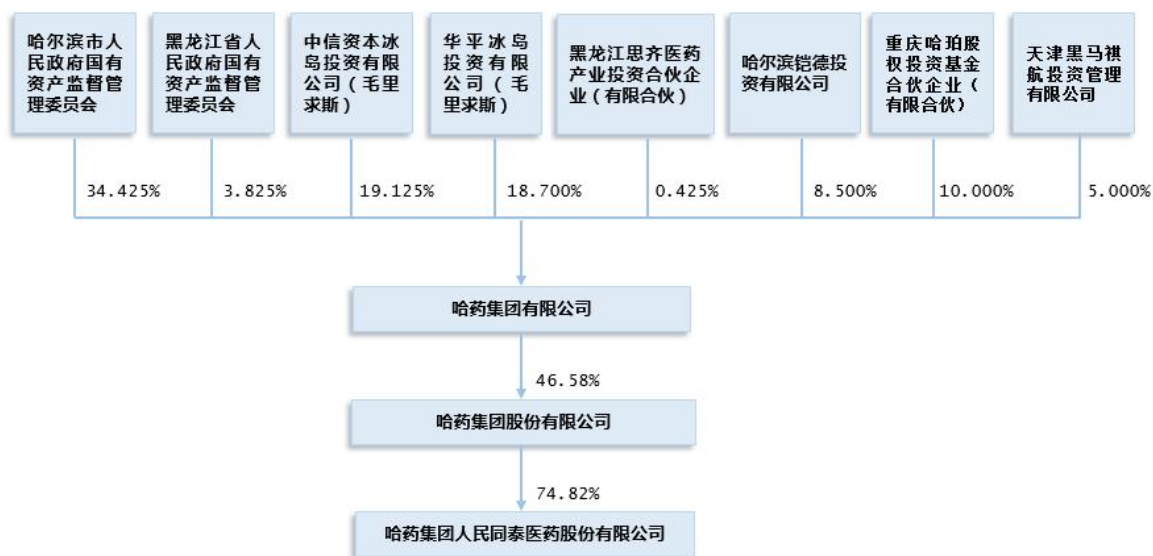 哈尔滨市人
民政府国有
资产监督管
理委员会
黑龙江省人
民政府国有
资产监督管
理委员会
中信资本冰
岛投资有限
公司（毛里
求斯）
华平冰岛
投资有限
公司（毛
里求斯）
黑龙江思齐医药
产业投资合伙企
业（有限合伙）
哈尔滨铠德投
资有限公司
重庆哈珀股
权投资基金
合伙企业（
有限合伙）
天津黑马祺
航投资管理
有限公司
34.425%
3.825%
19.125%
18.700%
0.425%
8.500%
10.000%
5.000%
哈药集团有限公司
46.58%
哈药集团股份有限公司
74.82%
哈药集团人民同泰医药股份有限公司